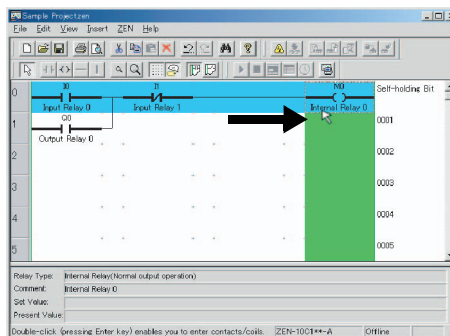 Sample Projectzen
File Edit View Insert ZEN Help
0 I0 I1 M0 Self-holding Bit
Input Relay 0 Input Relay 1 Internal Relay 0
1 Q0 0001
Output Relay 0
2 0002
3 0003
4 0004
5 0005
Relay Type: Internal Relay(Normal output operation)
Comment: Internal Relay 0
Set Value:
Present Value:
Double-click (pressing Enter key) enables you to enter contacts/coils. ZEN-10C1**-A Offline